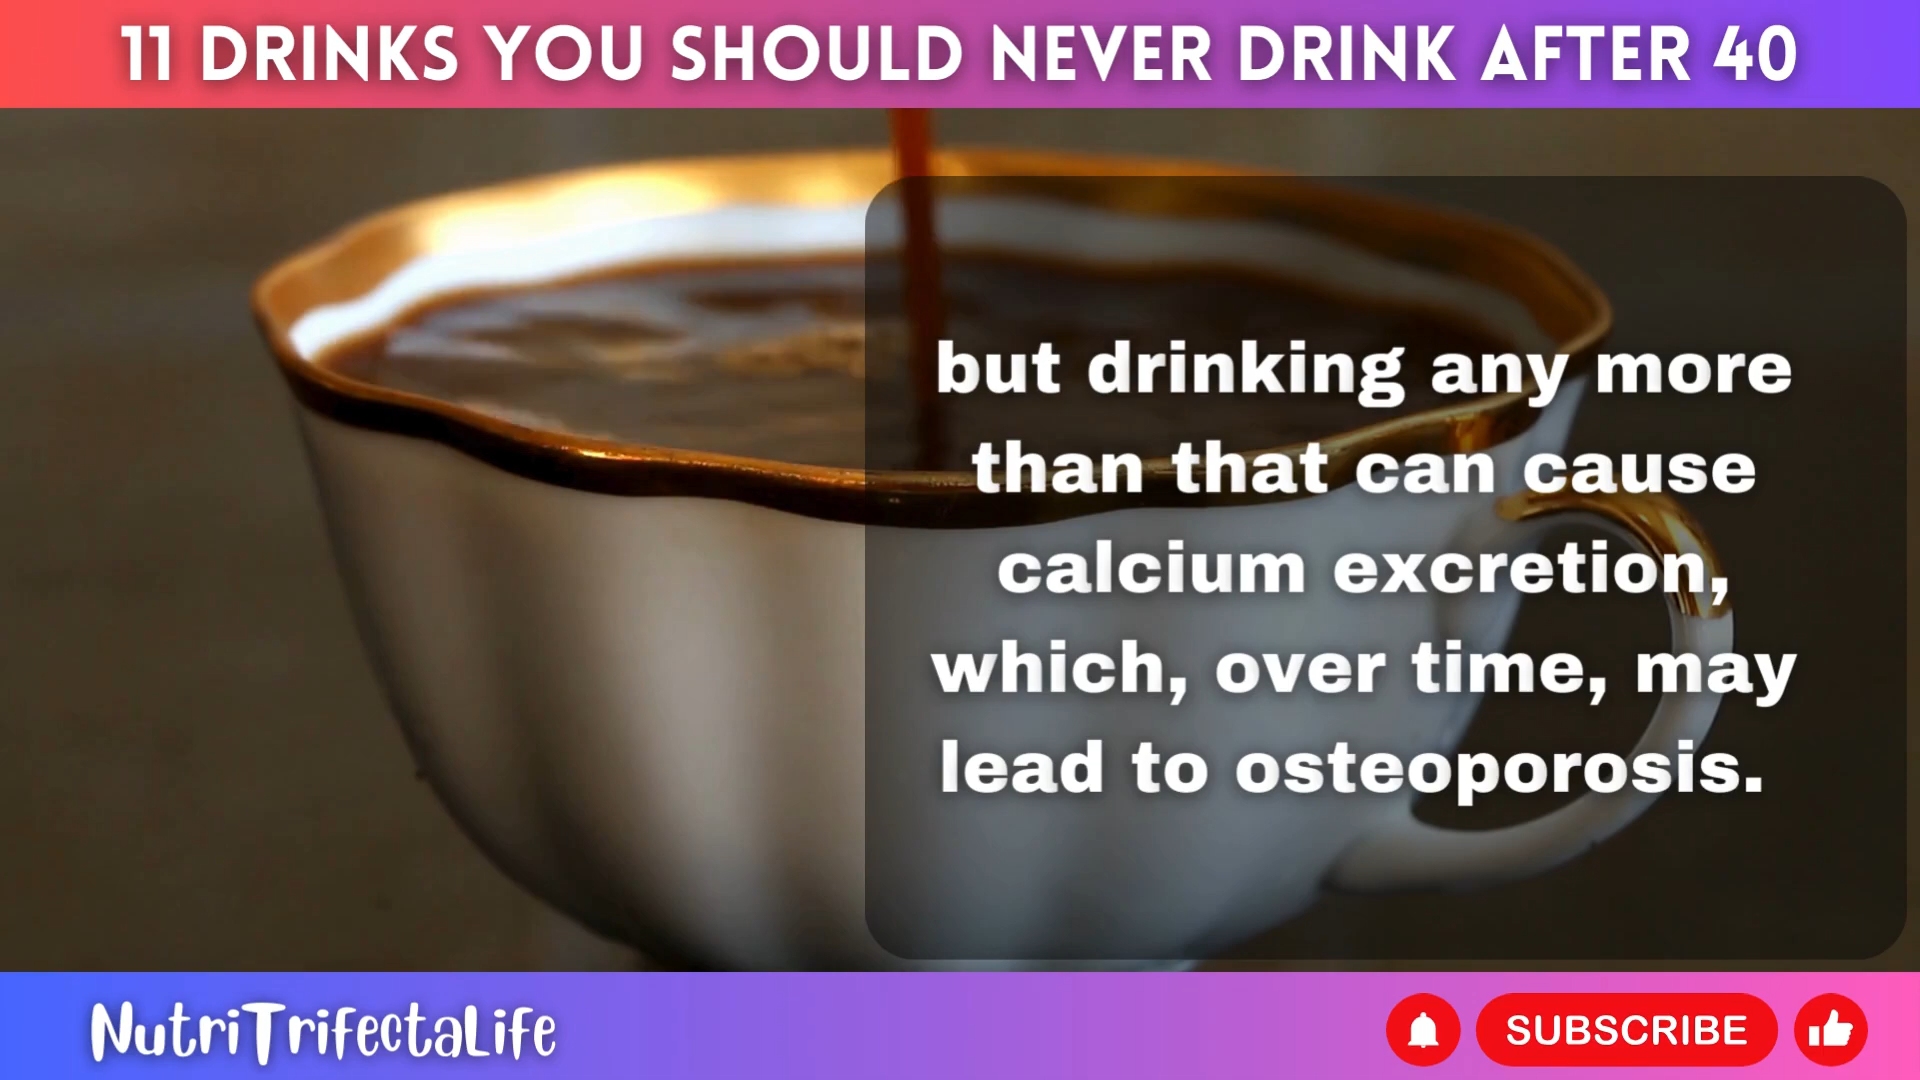 11 DRINKS YOU SHOULD NEVER DRINK AFTER 40
but drinking any more
than that can cause
calcium excretion,
which, over time, may
lead to osteoporosis.
NutriTrifectaLife
SUBSCRIBE